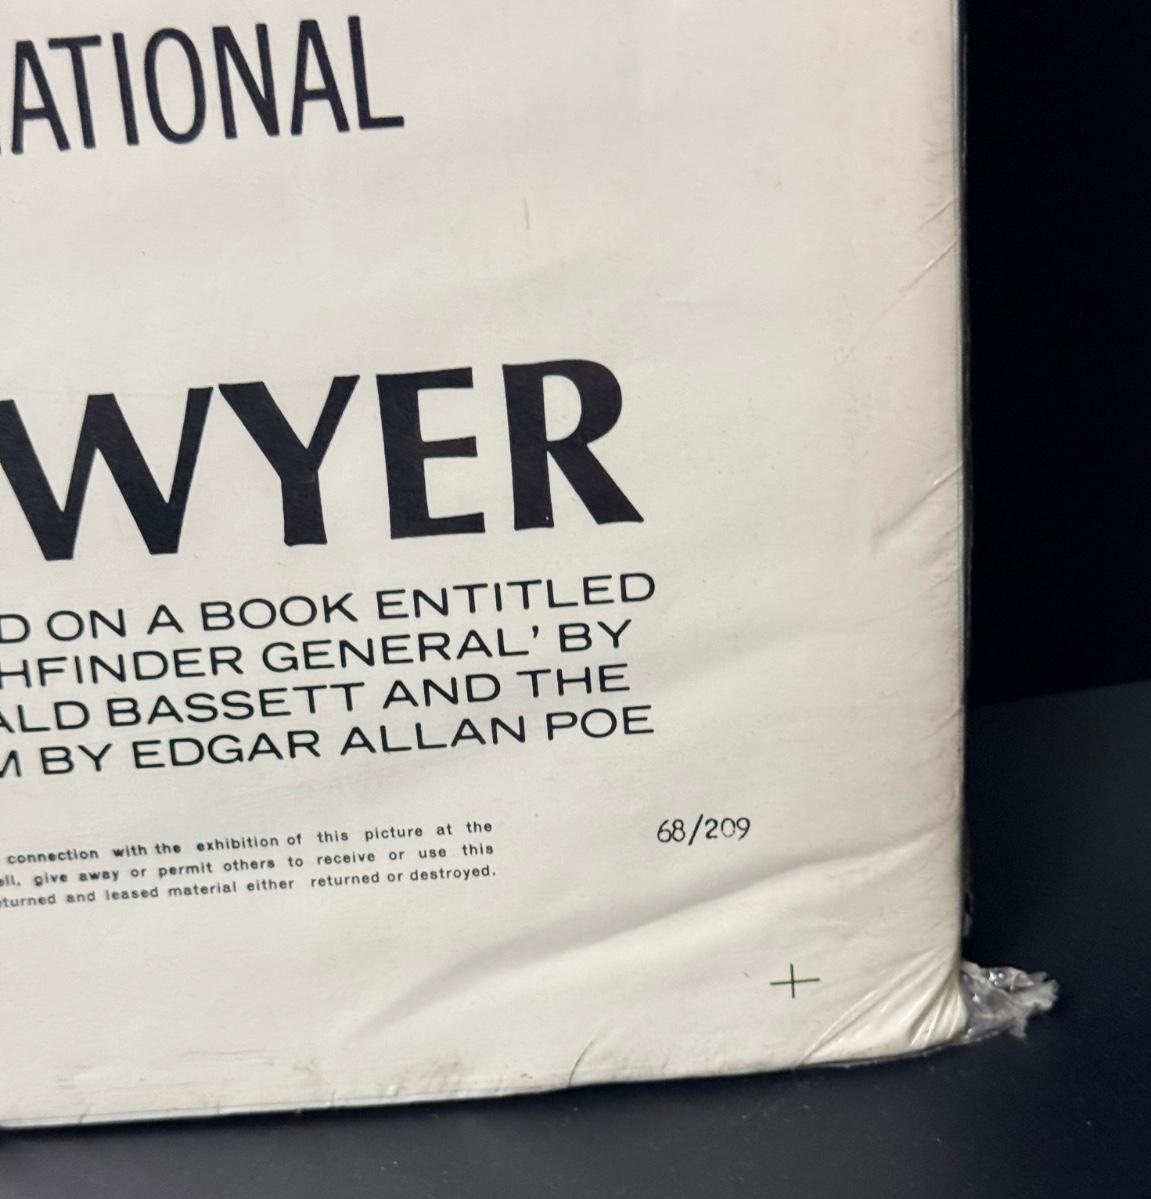 ATIONAL
WYER
D ON A BOOK ENTITLED
HFINDER GENERAL' BY
ALD BASSETT AND THE
M BY EDGAR ALLAN POE
connection with the exhibition of this picture at the
ell, give away or permit others to receive or use this
eturned and leased material either returned or destroyed.
68/209